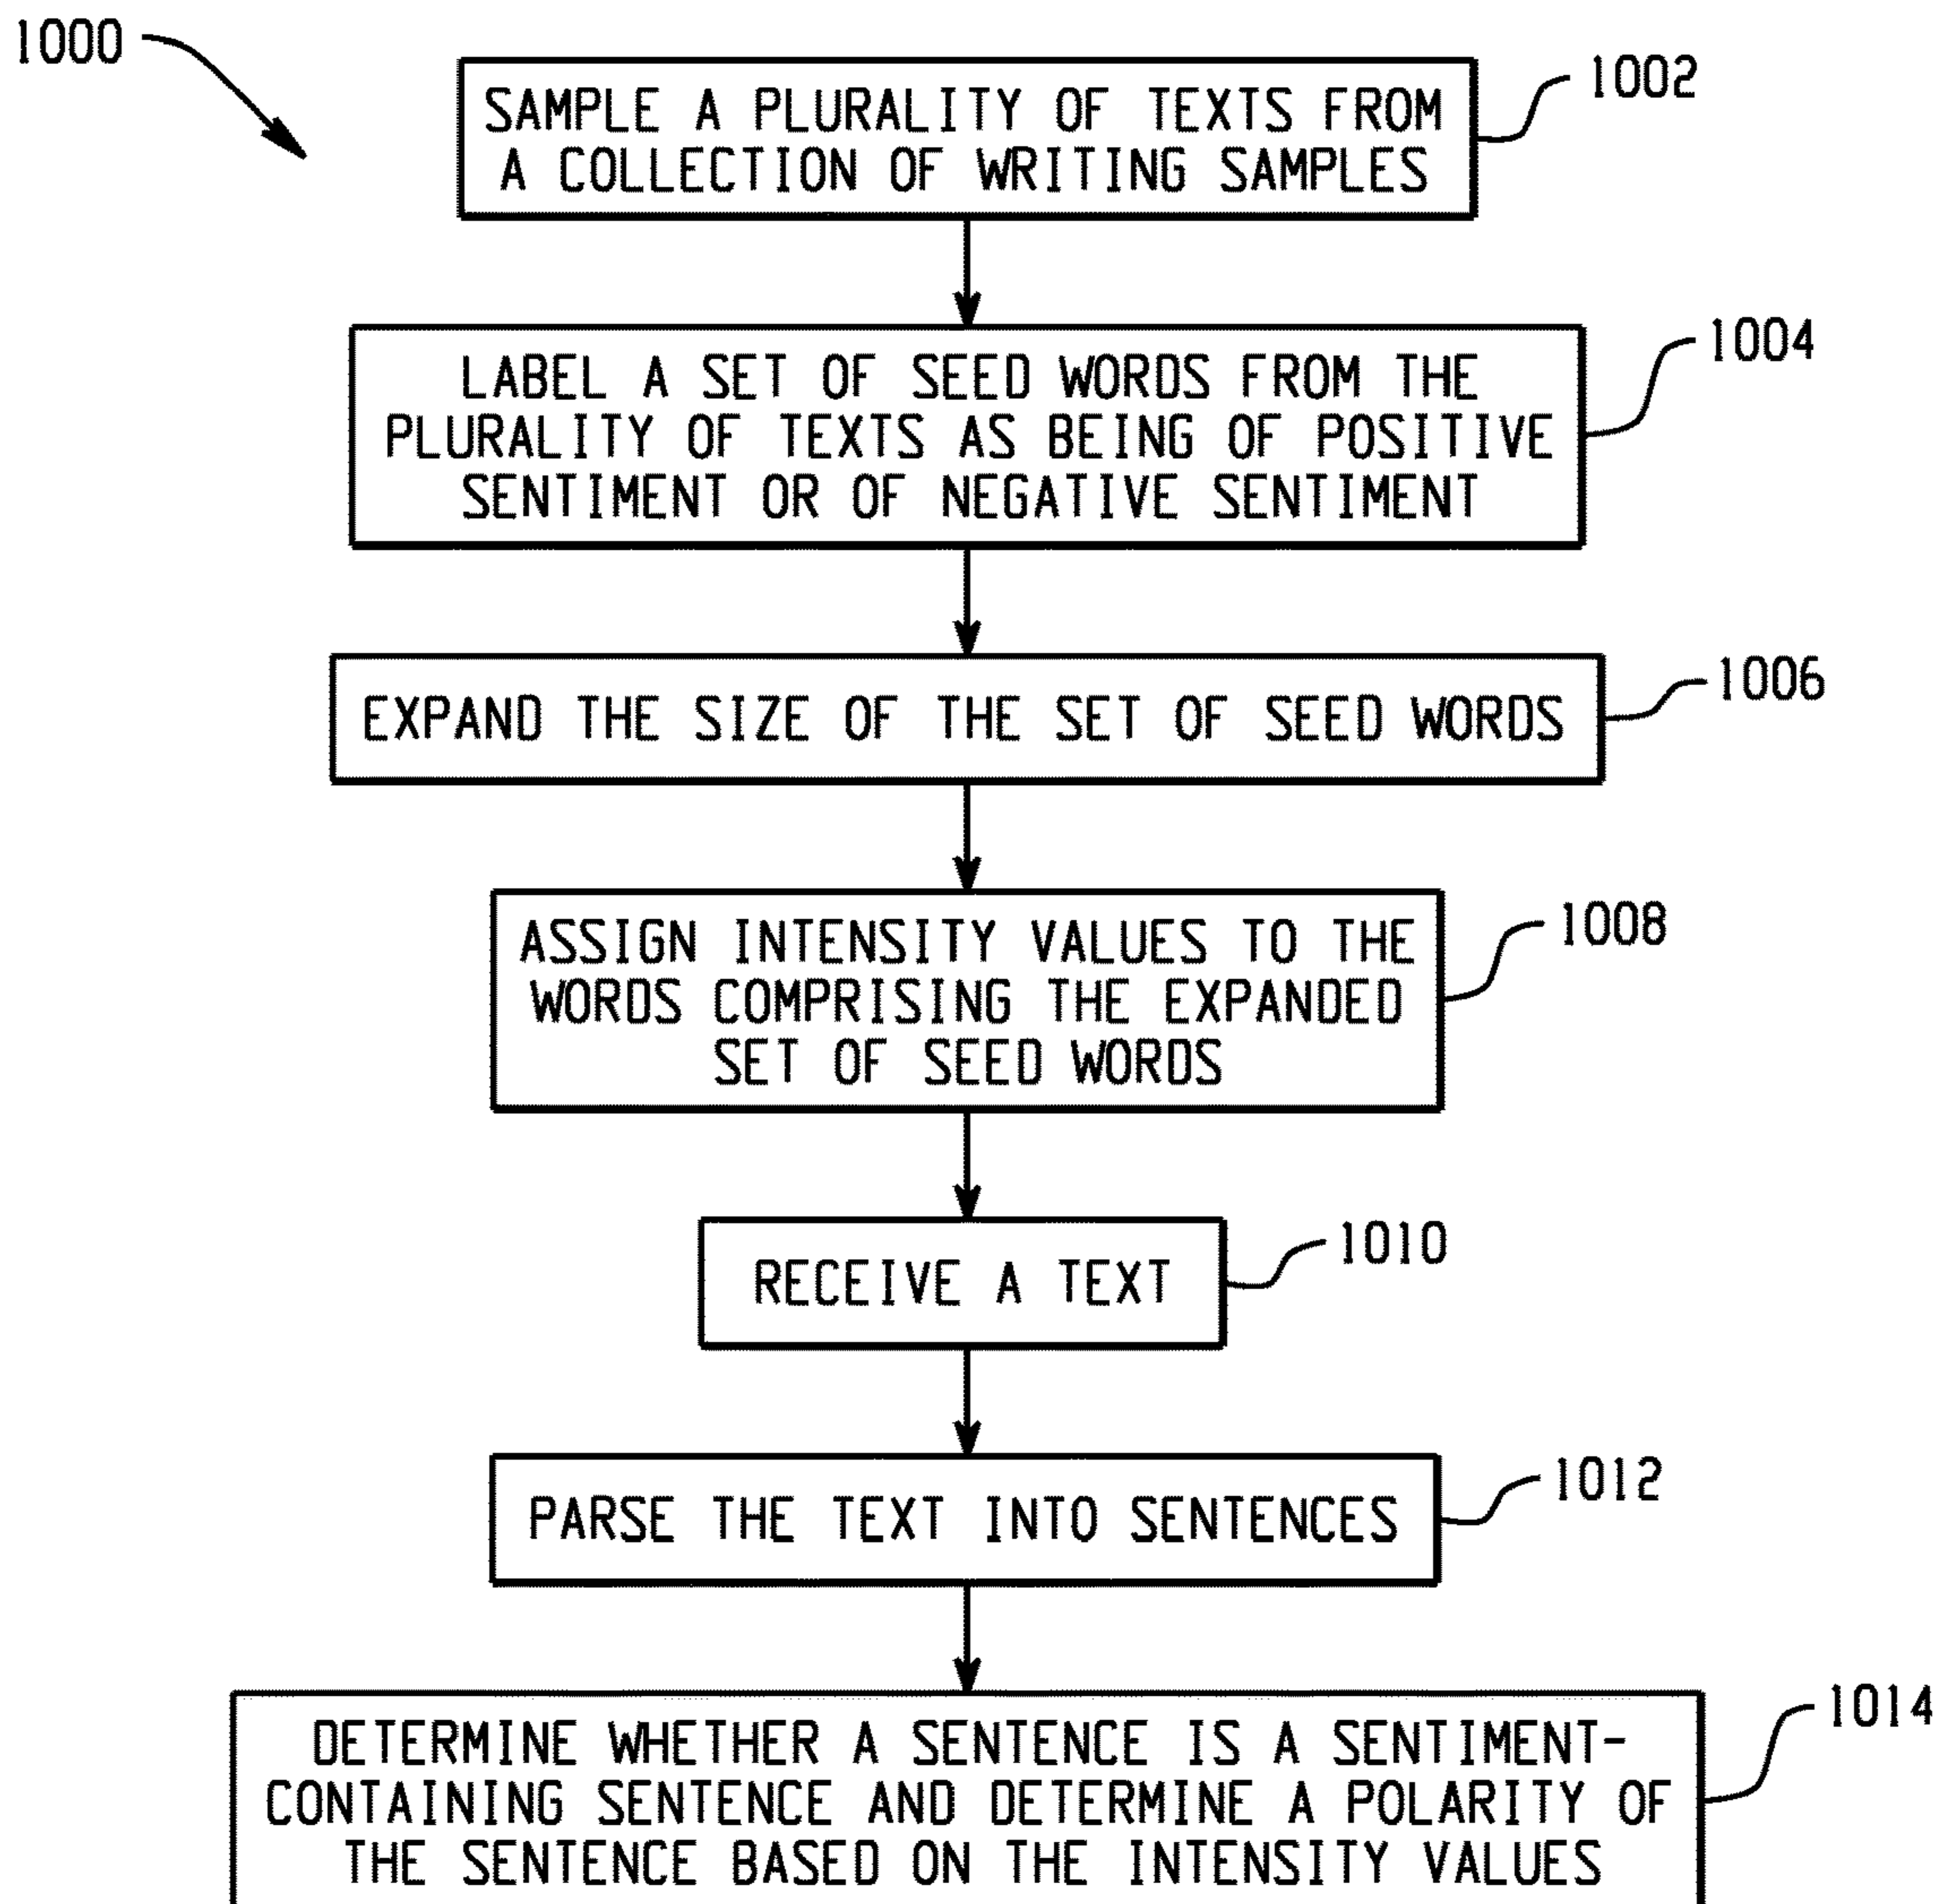 1000
1002
SAMPLE A PLURALITY OF TEXTS FROM
A COLLECTION OF WRITING SAMPLES
1004
LABEL A SET OF SEED WORDS FROM THE
PLURALITY OF TEXTS AS BEING OF POSITIVE
SENTIMENT OR OF NEGATIVE SENTIMENT
1006
EXPAND THE SIZE OF THE SET OF SEED WORDS
1008
ASSIGN INTENSITY VALUES TO THE
WORDS COMPRISING THE EXPANDED
SET OF SEED WORDS
1010
RECEIVE A TEXT
1012
PARSE THE TEXT INTO SENTENCES
1014
DETERMINE WHETHER A SENTENCE IS A SENTIMENT-
CONTAINING SENTENCE AND DETERMINE A POLARITY OF
THE SENTENCE BASED ON THE INTENSITY VALUES